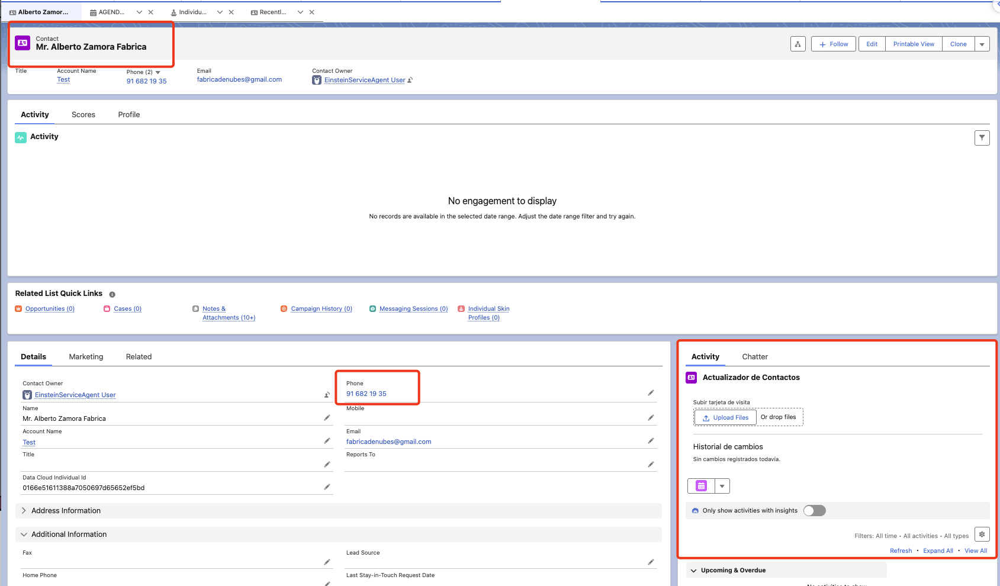 Alberto Zamor...
AGEND...
Individu...
Recentl...
Contact
Mr. Alberto Zamora Fabrica
Follow
Edit
Printable View
Clone
Title
Account Name
Test
Phone (2)
91 682 19 35
Email
fabricadenubes@gmail.com
Contact Owner
EinsteinServiceAgent User
Activity
Scores
Profile
Activity
No engagement to display
No records are available in the selected date range. Adjust the date range filter and try again.
Related List Quick Links
Opportunities (0)
Cases (0)
Notes &
Attachments (10+)
Campaign History (0)
Messaging Sessions (0)
Individual Skin
Profiles (0)
Details
Marketing
Related
Contact Owner
EinsteinServiceAgent User
Phone
91 682 19 35
Name
Mr. Alberto Zamora Fabrica
Mobile
Account Name
Test
Email
fabricadenubes@gmail.com
Title
Reports To
Data Cloud Individual Id
0166e51611388a7050697d65652ef5bd
Address Information
Additional Information
Fax
Lead Source
Home Phone
Last Stay-in-Touch Request Date
Activity
Chatter
Actualizador de Contactos
Subir tarjeta de visita
Upload Files
Or drop files
Historial de cambios
Sin cambios registrados todavía.
Only show activities with insights
Filters: All time • All activities • All types
Refresh • Expand All • View All
Upcoming & Overdue